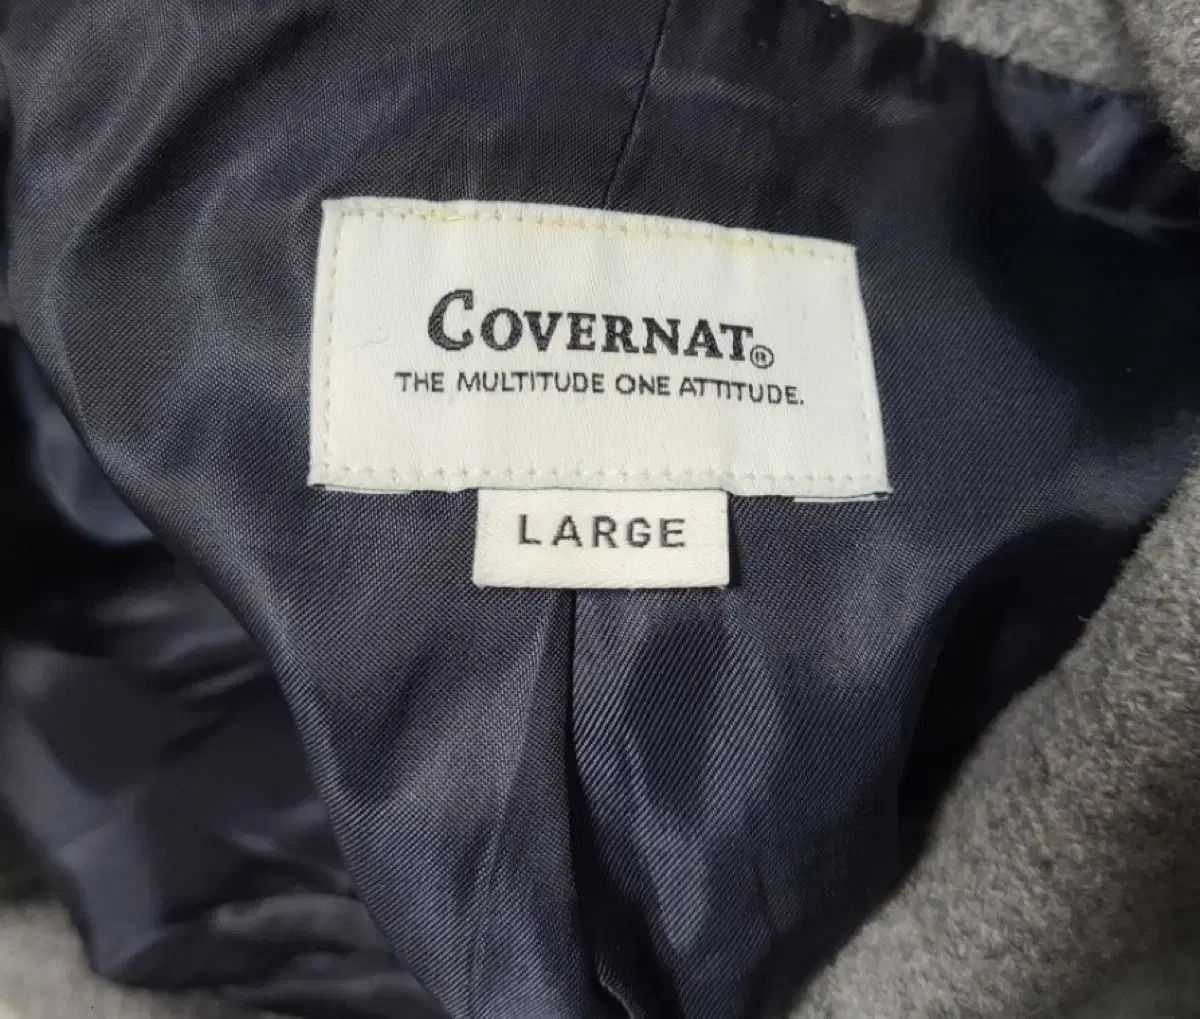 COVERNAT®
THE MULTITUDE ONE ATTITUDE.
LARGE